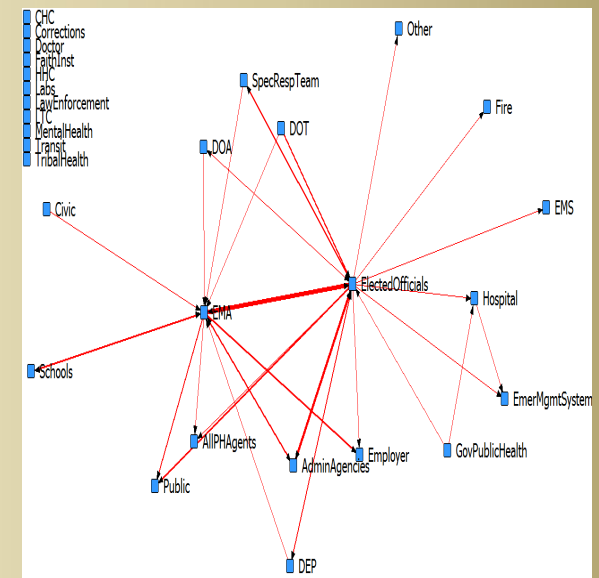 CHC
Corrections
Doctor
FaithInst
HHC
Labs
LawEnforcement
LTC
MentalHealth
Transit
TribalHealth
Other
SpecRespTeam
Fire
DOT
DOA
Civic
EMS
ElectedOfficials
Hospital
EMA
Schools
EmerMgmtSystem
AllPHAgents
GovPublicHealth
Employer
AdminAgencies
Public
DEP